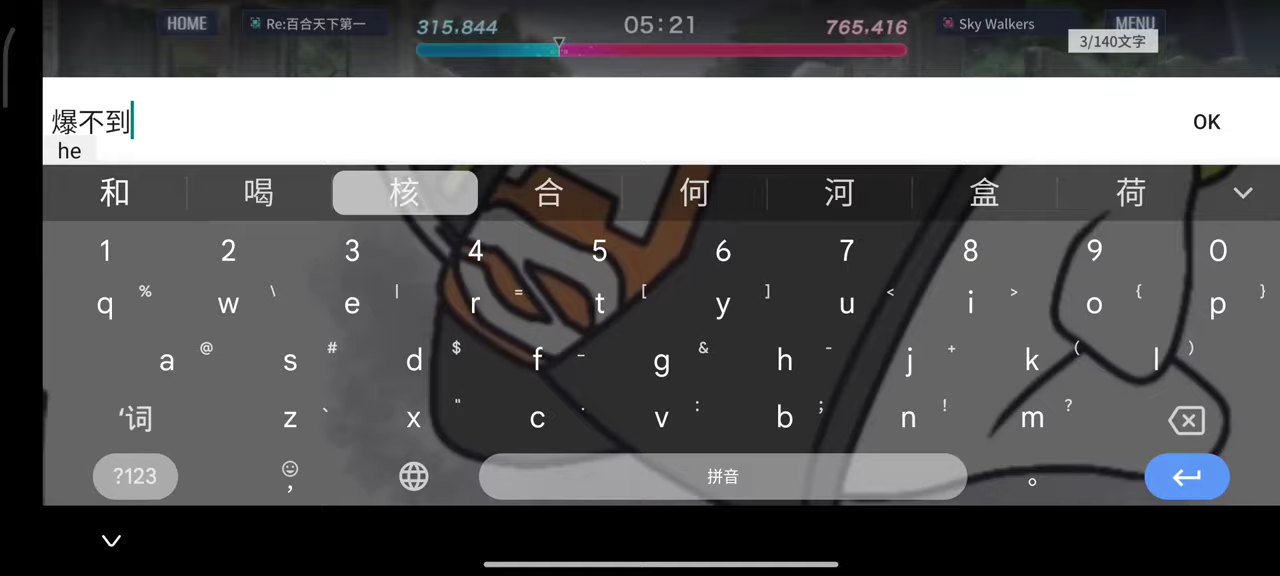 HOME Re:百合天下第一 315,844 05:21 765,416 Sky Walkers MENU
3/140文字
爆不到 OK
he
和 喝 核 合 何 河 盒 荷
1 2 3 4 5 6 7 8 9 0
q % w \ e | r = t [ y ] u < i > o { p }
a @ s # d $ f _ g & h - j + k ( l )
‘词 z ` x " c ' v : b ; n ! m ?
?123 , 拼音 。